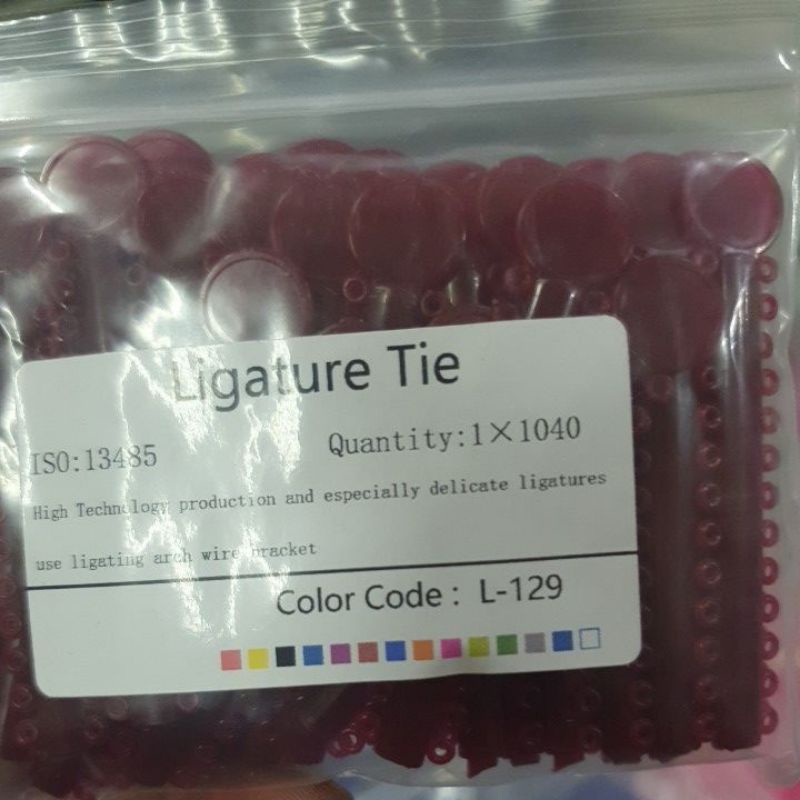 Ligature Tie
ISO:13485
Quantity:1×1040
High Technology production and especially delicate ligatures
use ligating arch wire bracket
Color Code : L-129